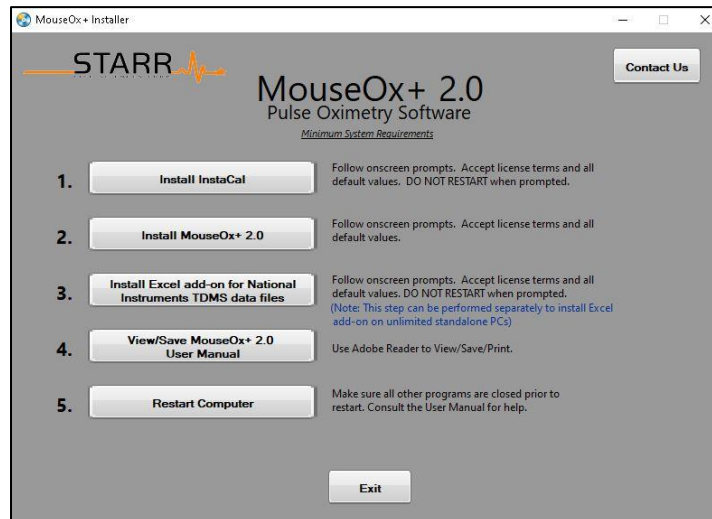 MouseOx+ Installer
STARR
Contact Us
MouseOx+ 2.0
Pulse Oximetry Software
Minimum System Requirements
1.
Install InstaCal
Follow onscreen prompts.  Accept license terms and all
default values.  DO NOT RESTART when prompted.
2.
Install MouseOx+ 2.0
Follow onscreen prompts.  Accept license terms and all
default values.
3.
Install Excel add-on for National
Instruments TDMS data files
Follow onscreen prompts.  Accept license terms and all
default values. DO NOT RESTART when prompted.
(Note: This step can be performed separately to install Excel
add-on on unlimited standalone PCs)
4.
View/Save MouseOx+ 2.0
User Manual
Use Adobe Reader to View/Save/Print.
5.
Restart Computer
Make sure all other programs are closed prior to
restart. Consult the User Manual for help.
Exit